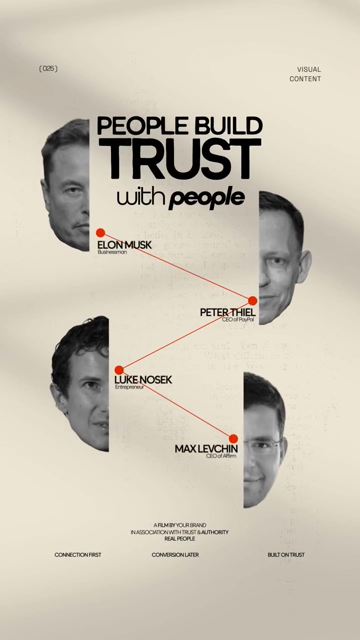 (025)
VISUAL
CONTENT
PEOPLE BUILD
TRUST
with people
ELON MUSK
Businessman
PETER THIEL
CEO of PayPal
LUKE NOSEK
Entrepreneur
MAX LEVCHIN
CEO of Affirm
A FILM BY YOUR BRAND
IN ASSOCIATION WITH TRUST & AUTHORITY
REAL PEOPLE
CONNECTION FIRST
CONVERSION LATER
BUILT ON TRUST